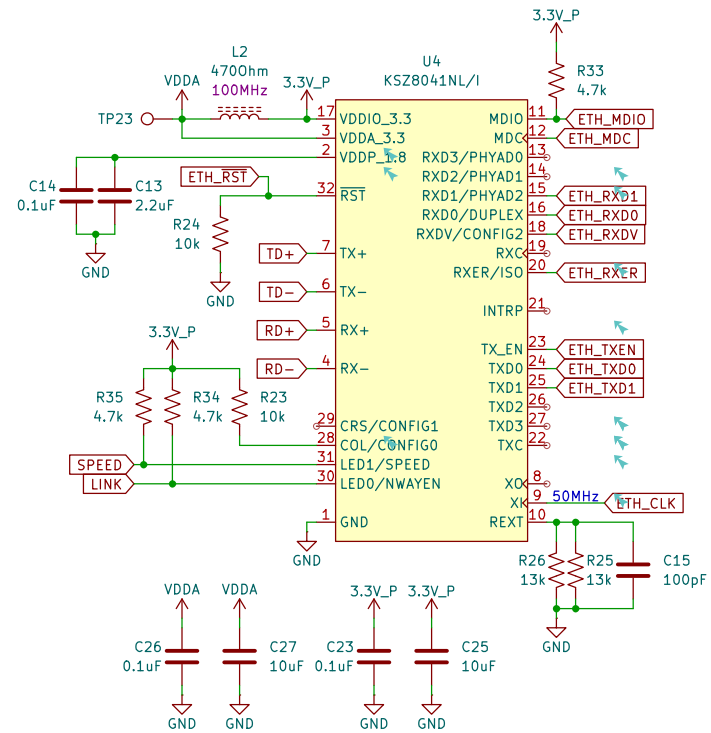 3.3V_P
R33
4.7k
L2
470Ohm
100MHz
VDDA
3.3V_P
TP23
U4
KSZ8041NL/I
17 VDDIO_3.3
3 VDDA_3.3
2 VDDP_1.8
32 RST
7 TX+
6 TX-
5 RX+
4 RX-
29 CRS/CONFIG1
28 COL/CONFIG0
31 LED1/SPEED
30 LED0/NWAYEN
1 GND
MDIO 11 ETH_MDIO
MDC 12 ETH_MDC
RXD3/PHYAD0 13
RXD2/PHYAD1 14
RXD1/PHYAD2 15 ETH_RXD1
RXD0/DUPLEX 16 ETH_RXD0
RXDV/CONFIG2 18 ETH_RXDV
RXC 19
RXER/ISO 20 ETH_RXER
INTRP 21
TX_EN 23 ETH_TXEN
TXD0 24 ETH_TXD0
TXD1 25 ETH_TXD1
TXD2 26
TXD3 27
TXC 22
XO 8
XI 9 50MHz ETH_CLK
REXT 10
C14
0.1uF
C13
2.2uF
GND
ETH_RST
R24
10k
GND
TD+
TD-
RD+
RD-
3.3V_P
R35
4.7k
R34
4.7k
R23
10k
SPEED
LINK
GND
R26
13k
R25
13k
C15
100pF
GND
VDDA
C26
0.1uF
GND
VDDA
C27
10uF
GND
3.3V_P
C23
0.1uF
GND
3.3V_P
C25
10uF
GND